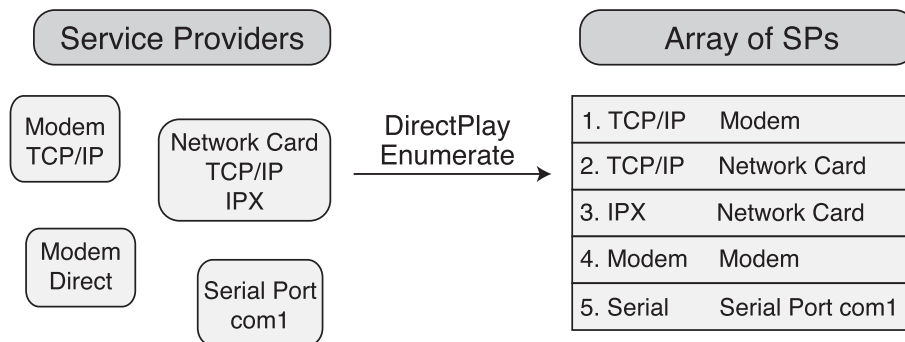 Service Providers
Array of SPs
Modem
TCP/IP
Network Card
TCP/IP
IPX
Modem
Direct
Serial Port
com1
DirectPlay
Enumerate
1. TCP/IP Modem
2. TCP/IP Network Card
3. IPX Network Card
4. Modem Modem
5. Serial Serial Port com1